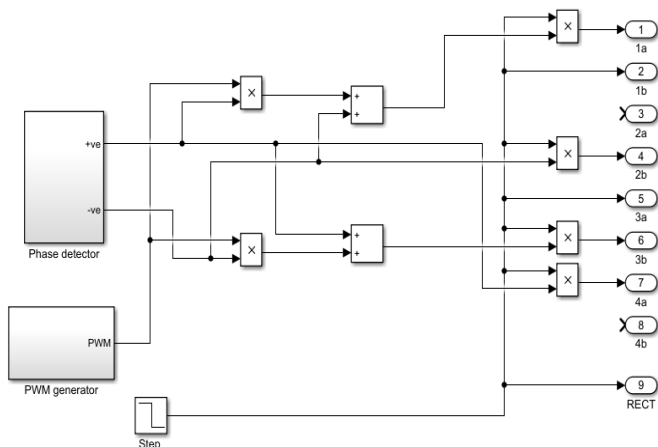 ×
1
1a
2
1b
×
+
+
3
2a
+ve
×
4
2b
-ve
5
3a
Phase detector
×
+
+
×
6
3b
×
7
4a
PWM
8
4b
PWM generator
9
RECT
Step